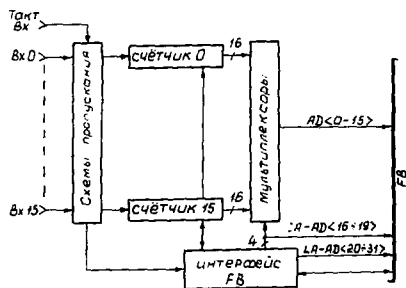 Такт
Вх
Вх 0
Вх 15
Схемы пропускания
счётчик 0
16
счётчик 15
16
Мультиплексоры
AD<0-15>
LA-AD<16÷19>
4
LA-AD<20÷31>
интерфейс
FB
FB